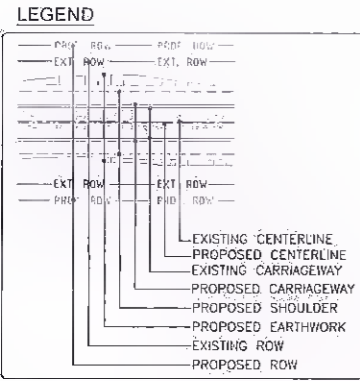 LEGEND
PROP. ROW PROP. ROW
EXT. ROW EXT. ROW
EXT. ROW EXT. ROW
PROP. ROW PROP. ROW
EXISTING CENTERLINE
PROPOSED CENTERLINE
EXISTING CARRIAGEWAY
PROPOSED CARRIAGEWAY
PROPOSED SHOULDER
PROPOSED EARTHWORK
EXISTING ROW
PROPOSED ROW